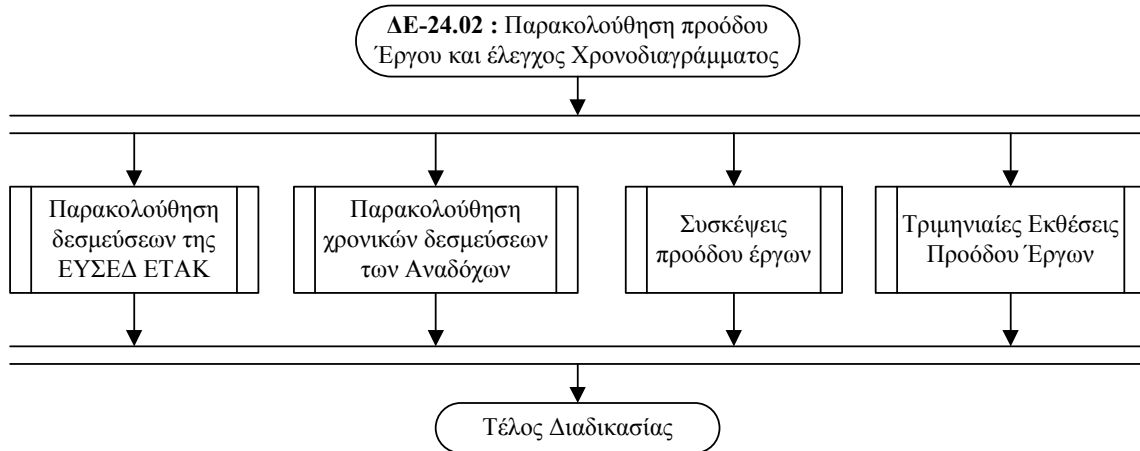 ΔΕ-24.02 : Παρακολούθηση προόδου
Έργου και έλεγχος Χρονοδιαγράμματος
Παρακολούθηση
δεσμεύσεων της
ΕΥΣΕΔ ΕΤΑΚ
Παρακολούθηση
χρονικών δεσμεύσεων
των Αναδόχων
Συσκέψεις
προόδου έργων
Τριμηνιαίες Εκθέσεις
Προόδου Έργων
Τέλος Διαδικασίας